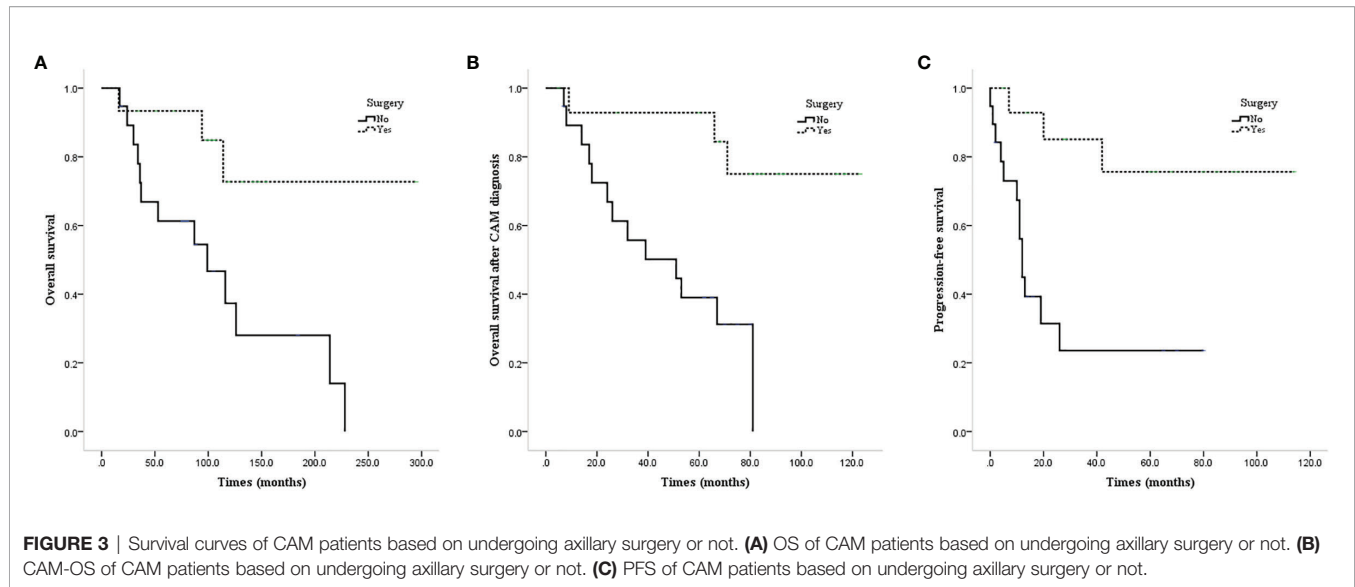 A
Overall survival
1.0
0.8
0.6
0.4
0.2
0.0
.0 50.0 100.0 150.0 200.0 250.0 300.0
Times (months)
Surgery
No
Yes
B
Overall survival after CAM diagnosis
1.0
0.8
0.6
0.4
0.2
0.0
.0 20.0 40.0 60.0 80.0 100.0 120.0
Times (months)
Surgery
No
Yes
C
Progression-free survival
1.0
0.8
0.6
0.4
0.2
0.0
.0 20.0 40.0 60.0 80.0 100.0 120.0
Times (months)
Surgery
No
Yes
FIGURE 3 | Survival curves of CAM patients based on undergoing axillary surgery or not. (A) OS of CAM patients based on undergoing axillary surgery or not. (B)
CAM-OS of CAM patients based on undergoing axillary surgery or not. (C) PFS of CAM patients based on undergoing axillary surgery or not.